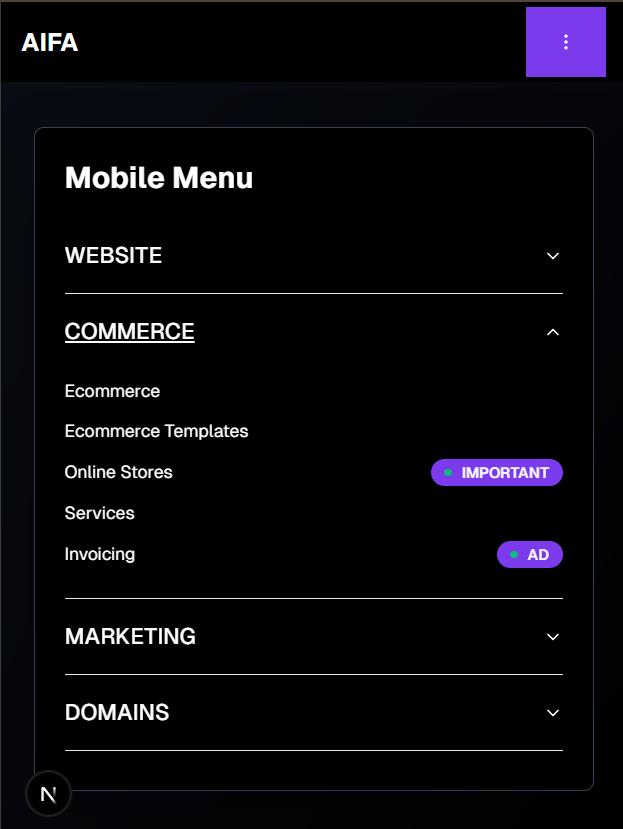 AIFA
Mobile Menu
WEBSITE
COMMERCE
Ecommerce
Ecommerce Templates
Online Stores
IMPORTANT
Services
Invoicing
AD
MARKETING
DOMAINS
N